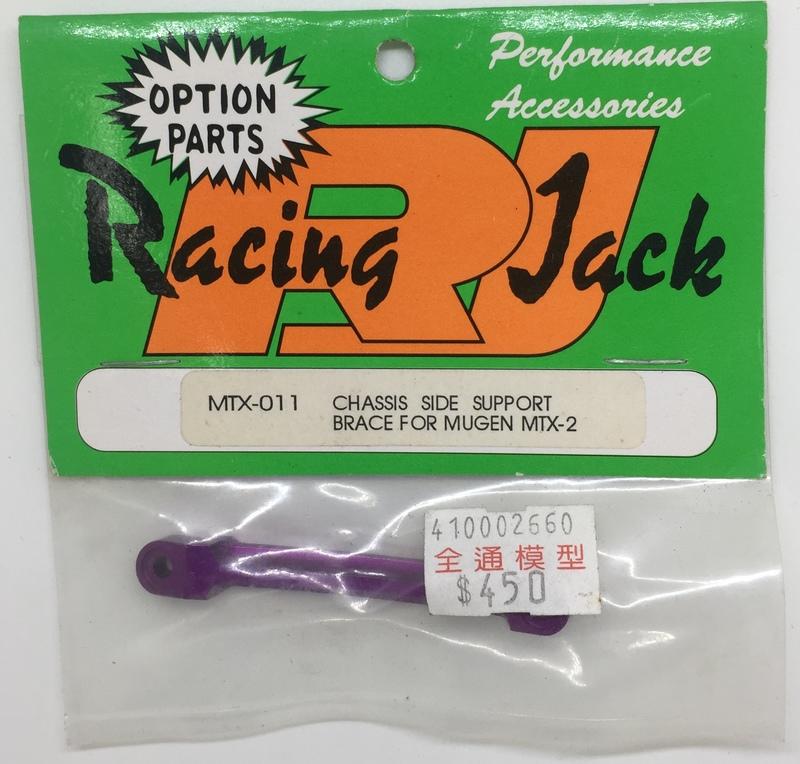 OPTION
PARTS
Performance
Accessories
Racing Jack
RJ
MTX-011 CHASSIS SIDE SUPPORT
BRACE FOR MUGEN MTX-2
410002660
全通模型
$450